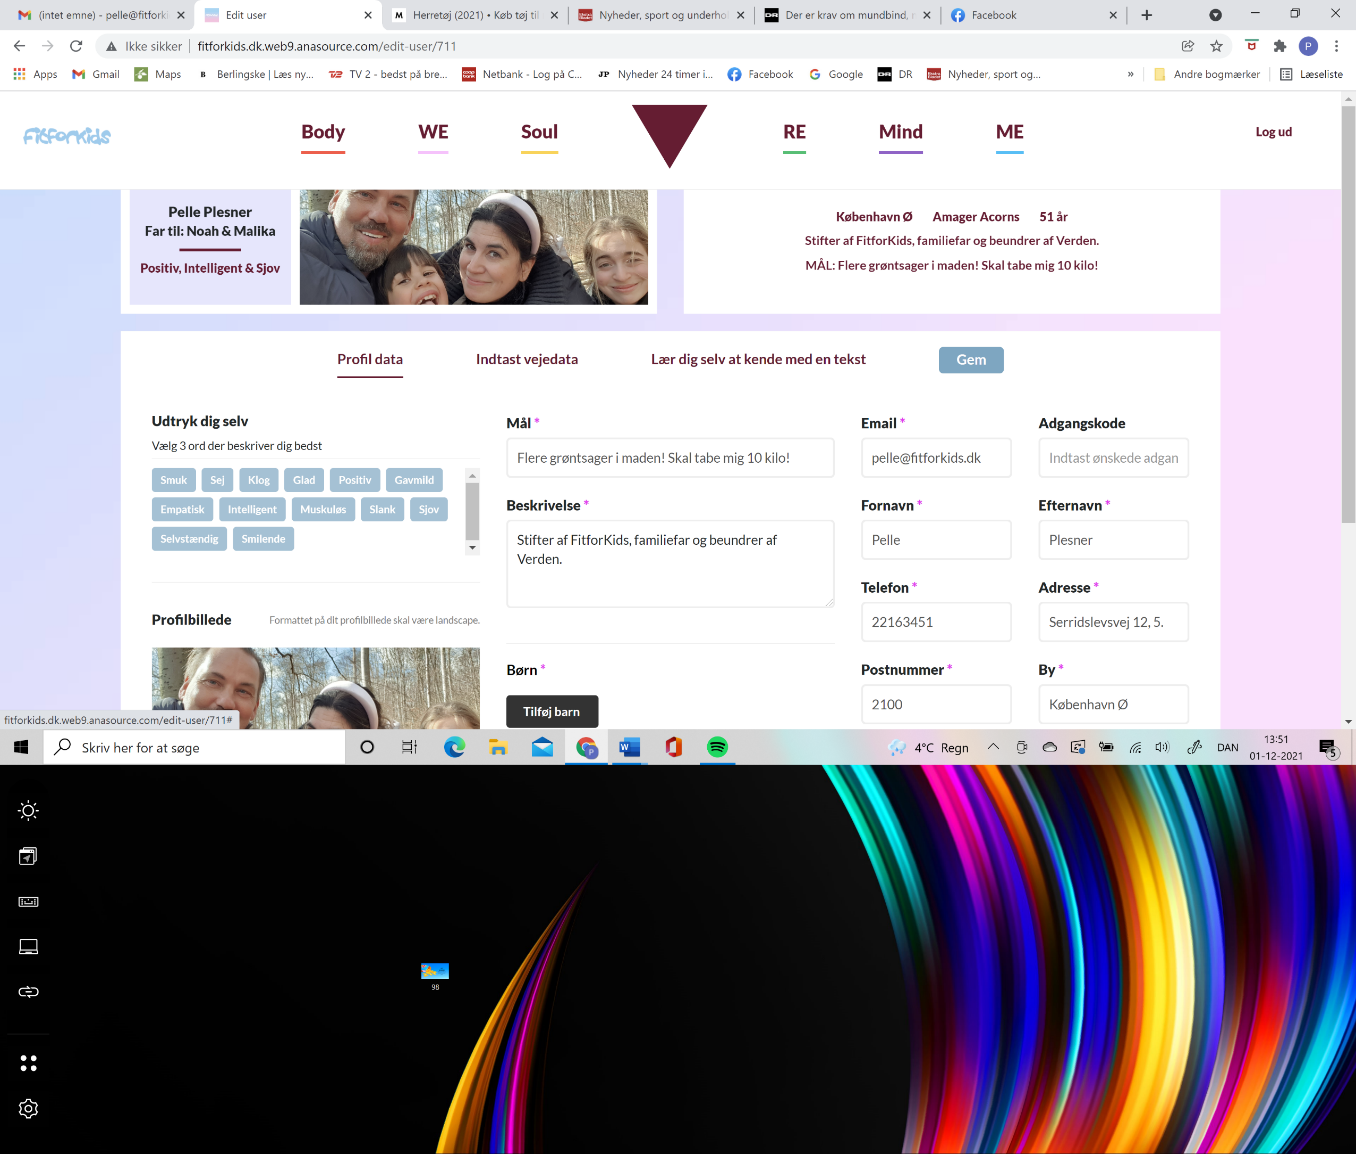 (intet emne) - pelle@fitforki
Edit user
M Herretøj (2021) • Køb tøj til
Nyheder, sport og underho
DR Der er krav om mundbind,
Facebook
Ikke sikker
fitforkids.dk.web9.anasource.com/edit-user/711
P
Apps
Gmail
Maps
B Berlingske | Læs ny...
TV 2 - bedst på bre...
Netbank - Log på C...
JP Nyheder 24 timer i...
Facebook
Google
DR DR
Nyheder, sport og...
»
Andre bogmærker
Læseliste
FitforKids
Body
WE
Soul
RE
Mind
ME
Log ud
Pelle Plesner
Far til: Noah & Malika
Positiv, Intelligent & Sjov
København Ø Amager Acorns 51 år
Stifter af FitforKids, familiefar og beundrer af Verden.
MÅL: Flere grøntsager i maden! Skal tabe mig 10 kilo!
Profil data
Indtast vejedata
Lær dig selv at kende med en tekst
Gem
Udtryk dig selv
Vælg 3 ord der beskriver dig bedst
Smuk Sej Klog Glad Positiv Gavmild
Empatisk Intelligent Muskuløs Slank Sjov
Selvstændig Smilende
Profilbillede
Formattet på dit profilbillede skal være landscape.
Mål *
Flere grøntsager i maden! Skal tabe mig 10 kilo!
Beskrivelse *
Stifter af FitforKids, familiefar og beundrer af
Verden.
Børn *
Tilføj barn
Email *
pelle@fitforkids.dk
Adgangskode
Indtast ønskede adgan
Fornavn *
Pelle
Efternavn *
Plesner
Telefon *
22163451
Adresse *
Serridslevsvej 12, 5.
Postnummer *
2100
By *
København Ø
fitforkids.dk.web9.anasource.com/edit-user/711#
Skriv her for at søge
4°C Regn
DAN
13:51
01-12-2021
5
98